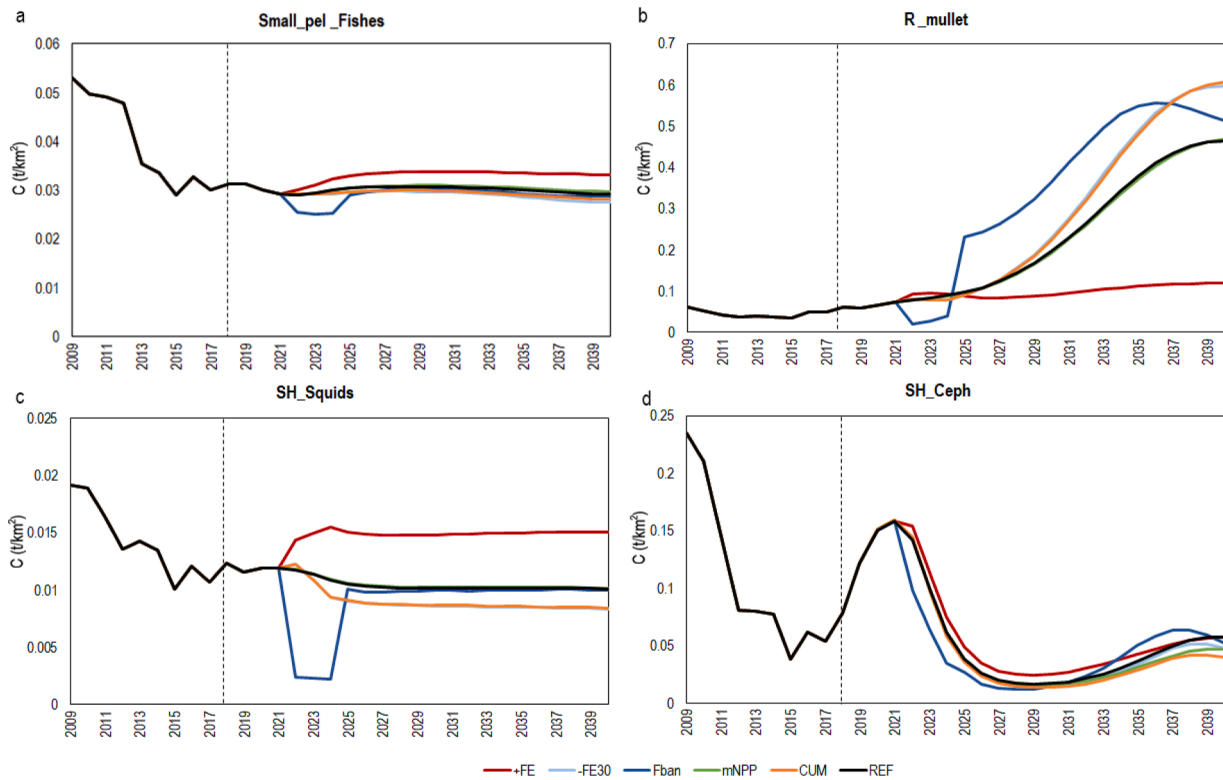 a
Small_pel _Fishes
C (t/km²)
0.06
0.05
0.04
0.03
0.02
0.01
0
2009 2011 2013 2015 2017 2019 2021 2023 2025 2027 2029 2031 2033 2035 2037 2039
b
R _mullet
C (t/km²)
0.7
0.6
0.5
0.4
0.3
0.2
0.1
0
2009 2011 2013 2015 2017 2019 2021 2023 2025 2027 2029 2031 2033 2035 2037 2039
c
SH_Squids
C (t/km²)
0.025
0.02
0.015
0.01
0.005
0
2009 2011 2013 2015 2017 2019 2021 2023 2025 2027 2029 2031 2033 2035 2037 2039
d
SH_Ceph
C (t/km²)
0.25
0.2
0.15
0.1
0.05
0
2009 2011 2013 2015 2017 2019 2021 2023 2025 2027 2029 2031 2033 2035 2037 2039
+FE -FE30 Fban mNPP CUM REF